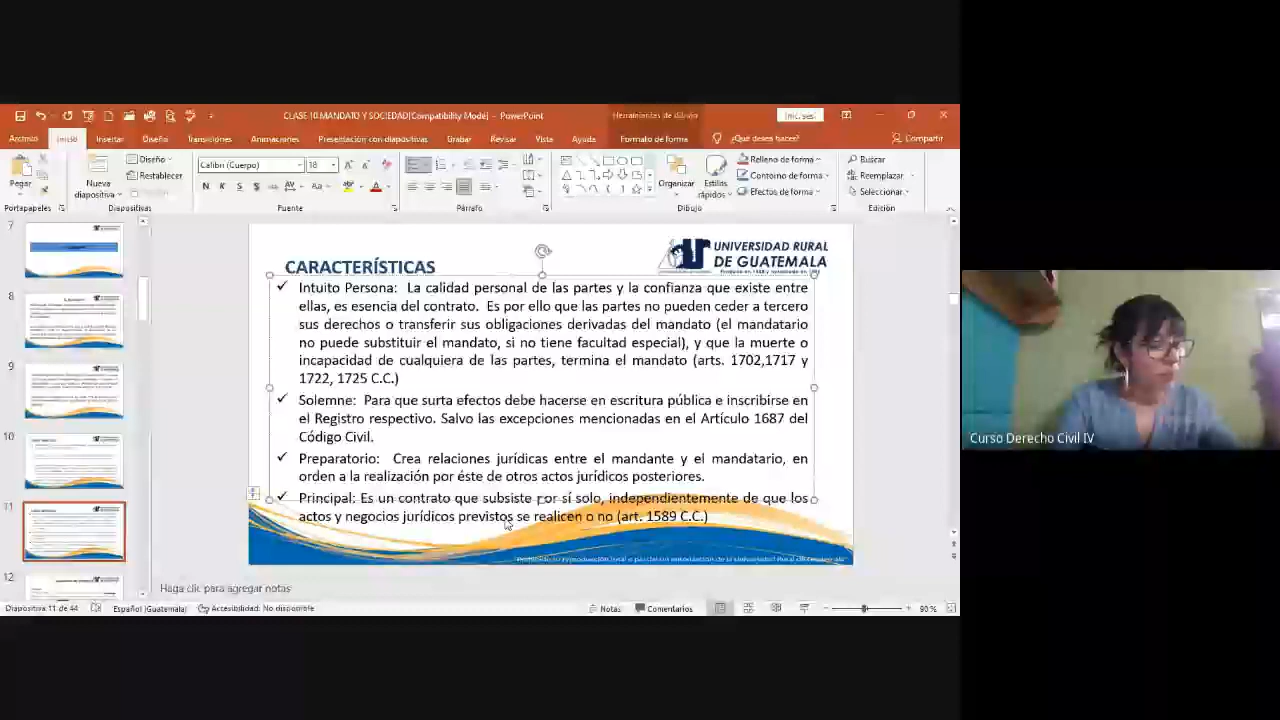 CLASE 10 MANDATO Y SOCIEDAD [Compatibility Mode] - PowerPoint
Herramientas de dibujo
Inic. ses.
Archivo Inicio Insertar Diseño Transiciones Animaciones Presentación con diapositivas Grabar Revisar Vista Ayuda Formato de forma ¿Qué desea hacer? Compartir
Pegar
Nueva diapositiva
Diseño
Restablecer
Calibri (Cuerpo) 18
N K S S AV Aa A
Organizar
Estilos rápidos
Relleno de forma
Contorno de forma
Efectos de forma
Buscar
Reemplazar
Seleccionar
Portapapeles Diapositivas Fuente Párrafo Dibujo Edición
7
8
9
10
11
12
UNIVERSIDAD RURAL
DE GUATEMALA
CARACTERÍSTICAS
✓ Intuito Persona: La calidad personal de las partes y la confianza que existe entre
ellas, es esencia del contrato, es por ello que las partes no pueden ceder a tercero
sus derechos o transferir sus obligaciones derivadas del mandato (el mandatario
no puede substituir el mandato, si no tiene facultad especial), y que la muerte o
incapacidad de cualquiera de las partes, termina el mandato (arts. 1702,1717 y
1722, 1725 C.C.)
✓ Solemne: Para que surta efectos debe hacerse en escritura pública e inscribirse en
el Registro respectivo. Salvo las excepciones mencionadas en el Artículo 1687 del
Código Civil.
✓ Preparatorio: Crea relaciones jurídicas entre el mandante y el mandatario, en
orden a la realización por éste de otros actos jurídicos posteriores.
✓ Principal: Es un contrato que subsiste por sí solo, independientemente de que los
actos y negocios jurídicos previstos se realicen o no (art. 1589 C.C.)
Haga clic para agregar notas
Diapositiva 11 de 44 Español (Guatemala) Accesibilidad: No disponible Notas Comentarios 90 %
Curso Derecho Civil IV